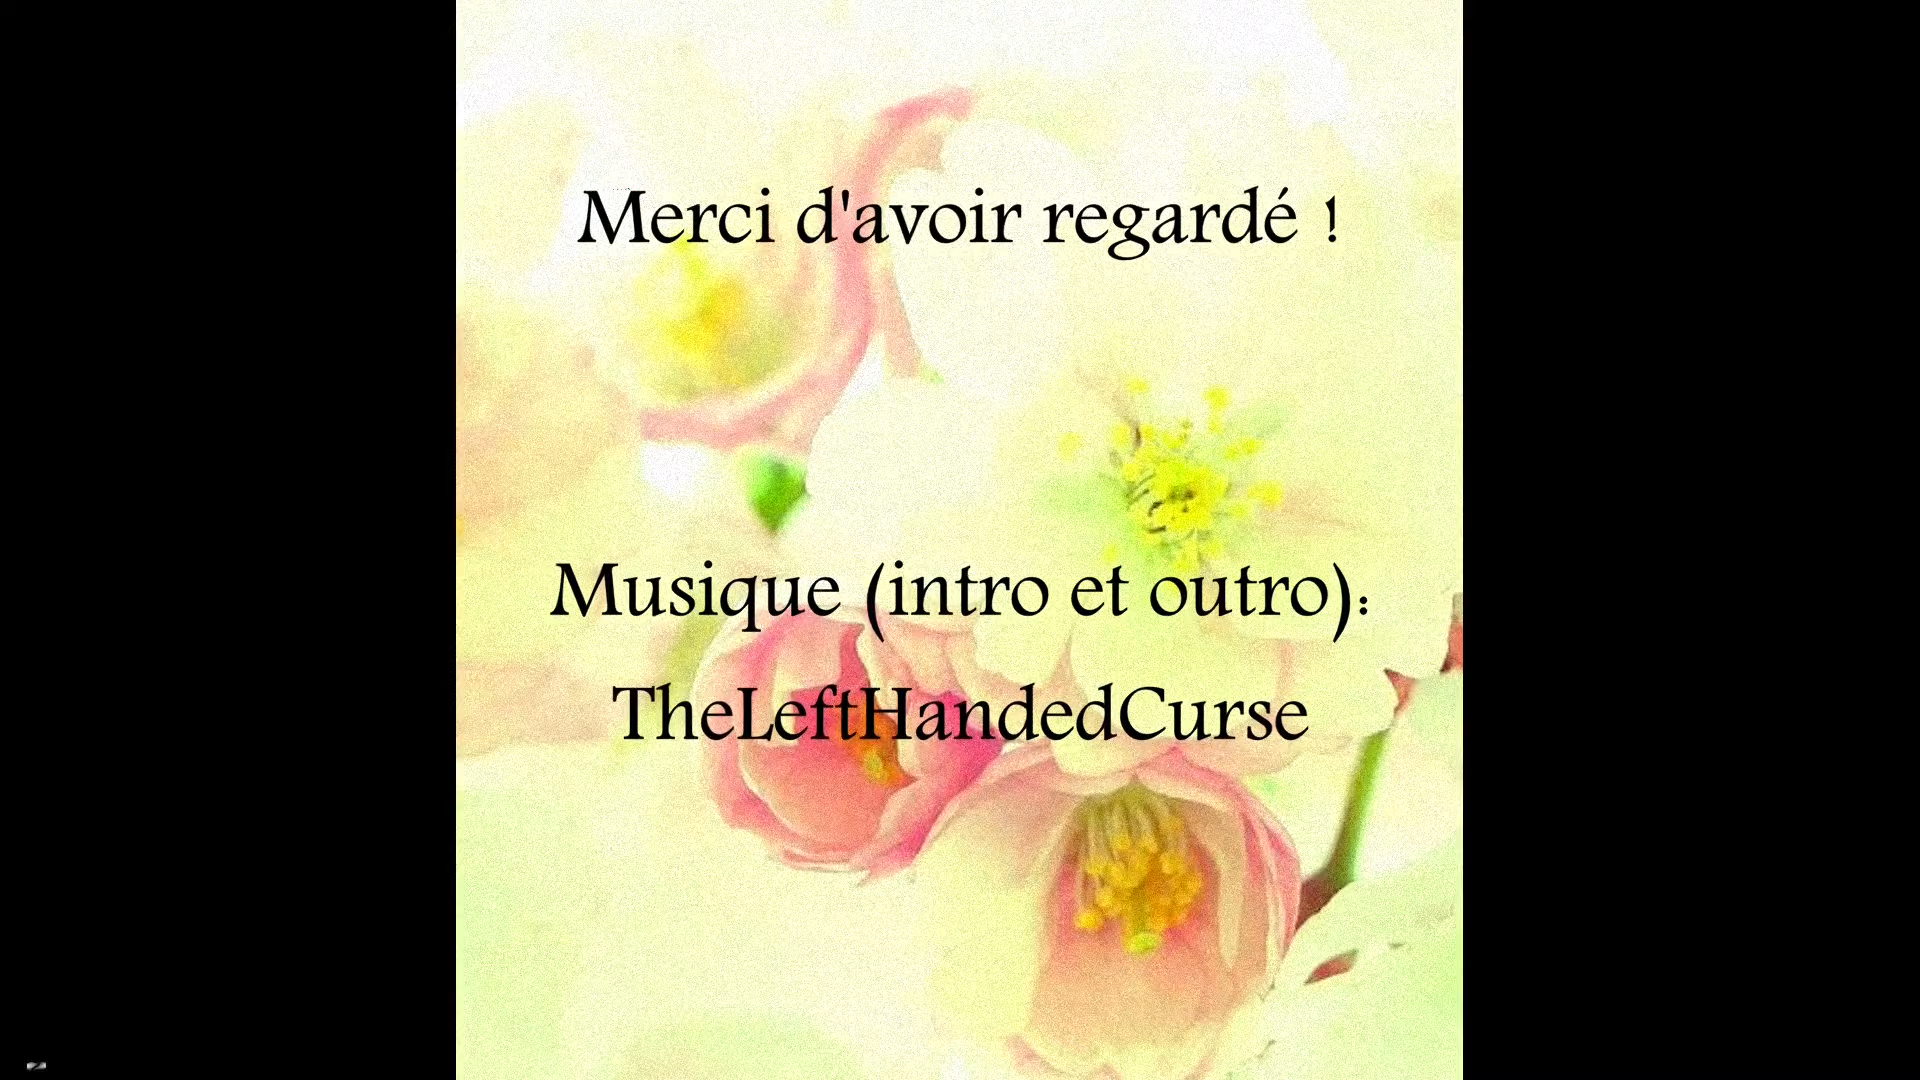 Merci d'avoir regardé !
Musique (intro et outro):
TheLeftHandedCurse